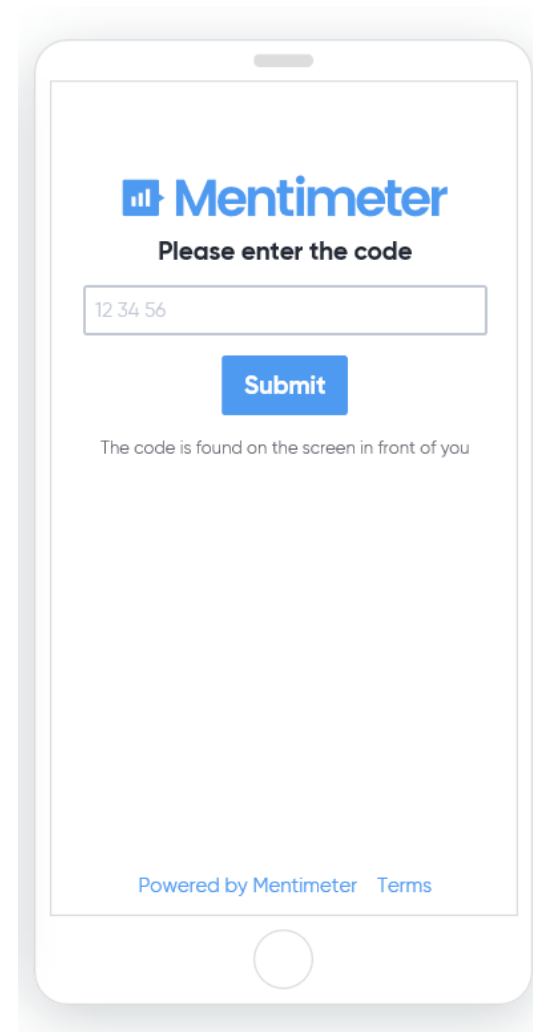 Mentimeter
Please enter the code
12 34 56
Submit
The code is found on the screen in front of you
Powered by Mentimeter Terms